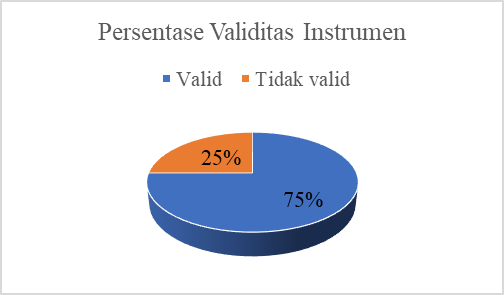 Persentase Validitas Instrumen
Valid Tidak valid
25%
75%